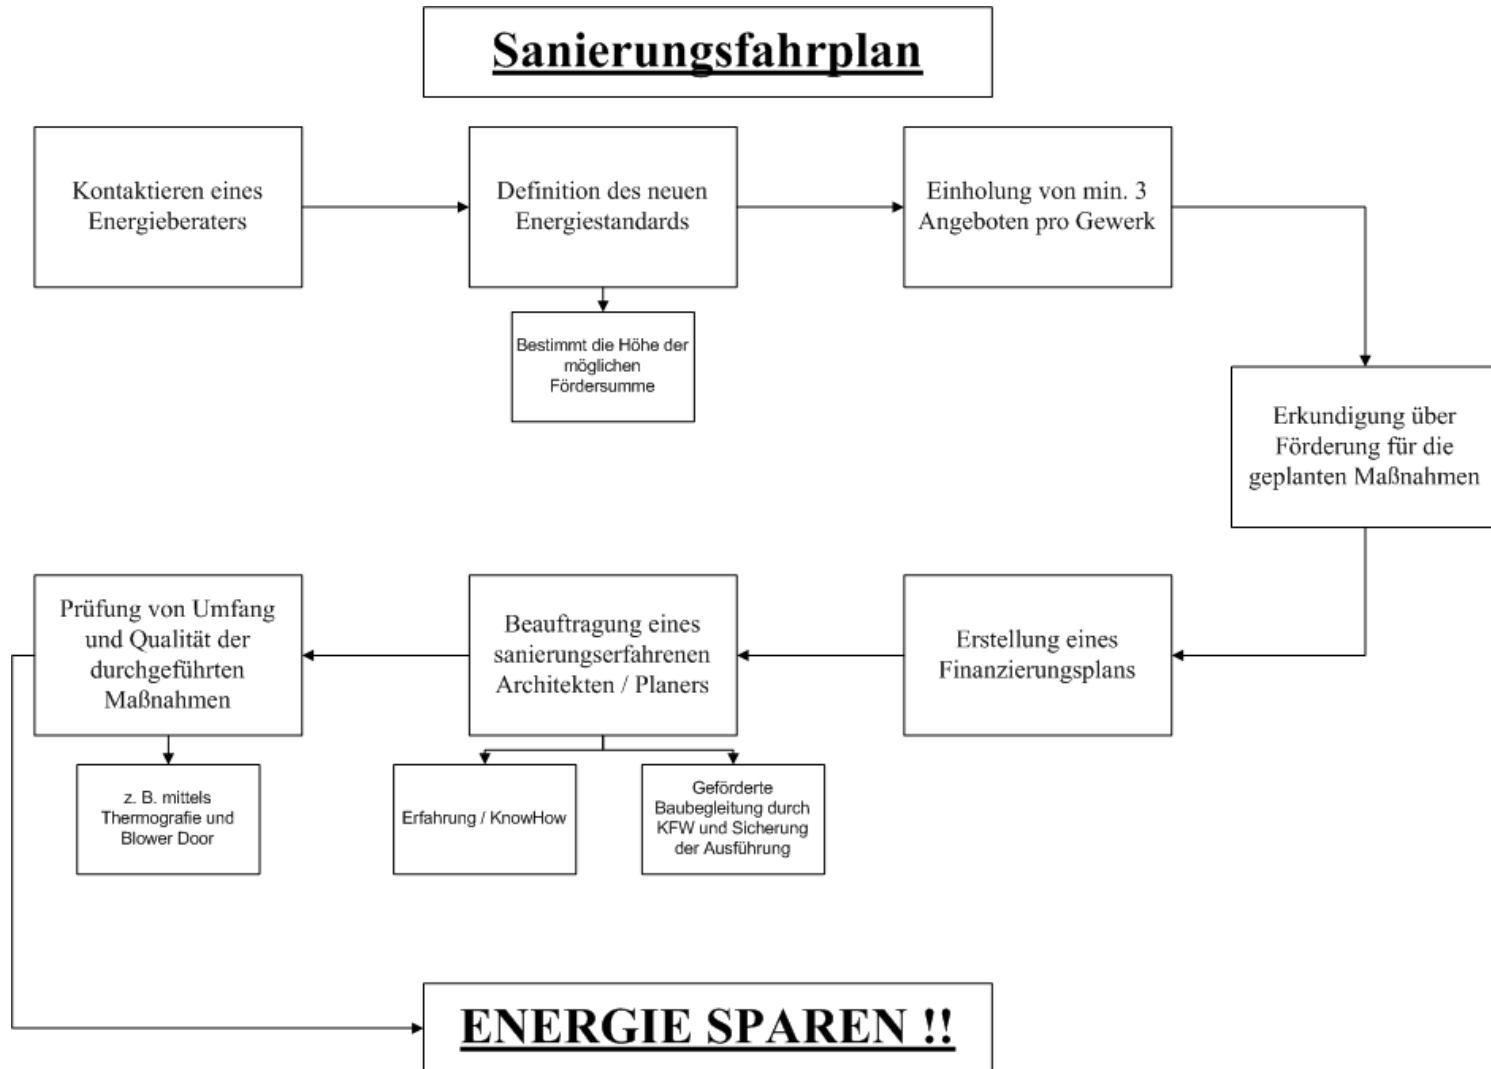 Sanierungsfahrplan
Kontaktieren eines
Energieberaters
Definition des neuen
Energiestandards
Einholung von min. 3
Angeboten pro Gewerk
Bestimmt die Höhe der
möglichen
Fördersumme
Erkundigung über
Förderung für die
geplanten Maßnahmen
Erstellung eines
Finanzierungsplans
Beauftragung eines
sanierungserfahrenen
Architekten / Planers
Erfahrung / KnowHow
Geförderte
Baubegleitung durch
KFW und Sicherung
der Ausführung
Prüfung von Umfang
und Qualität der
durchgeführten
Maßnahmen
z. B. mittels
Thermografie und
Blower Door
ENERGIE SPAREN !!